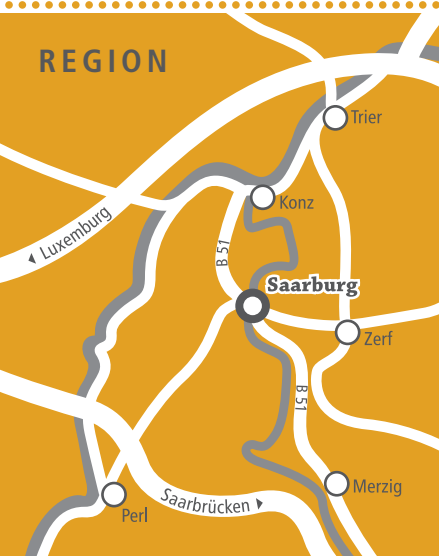 REGION
Trier
Konz
Luxemburg
B 51
Saarburg
Zerf
B 51
Merzig
Saarbrücken
Perl